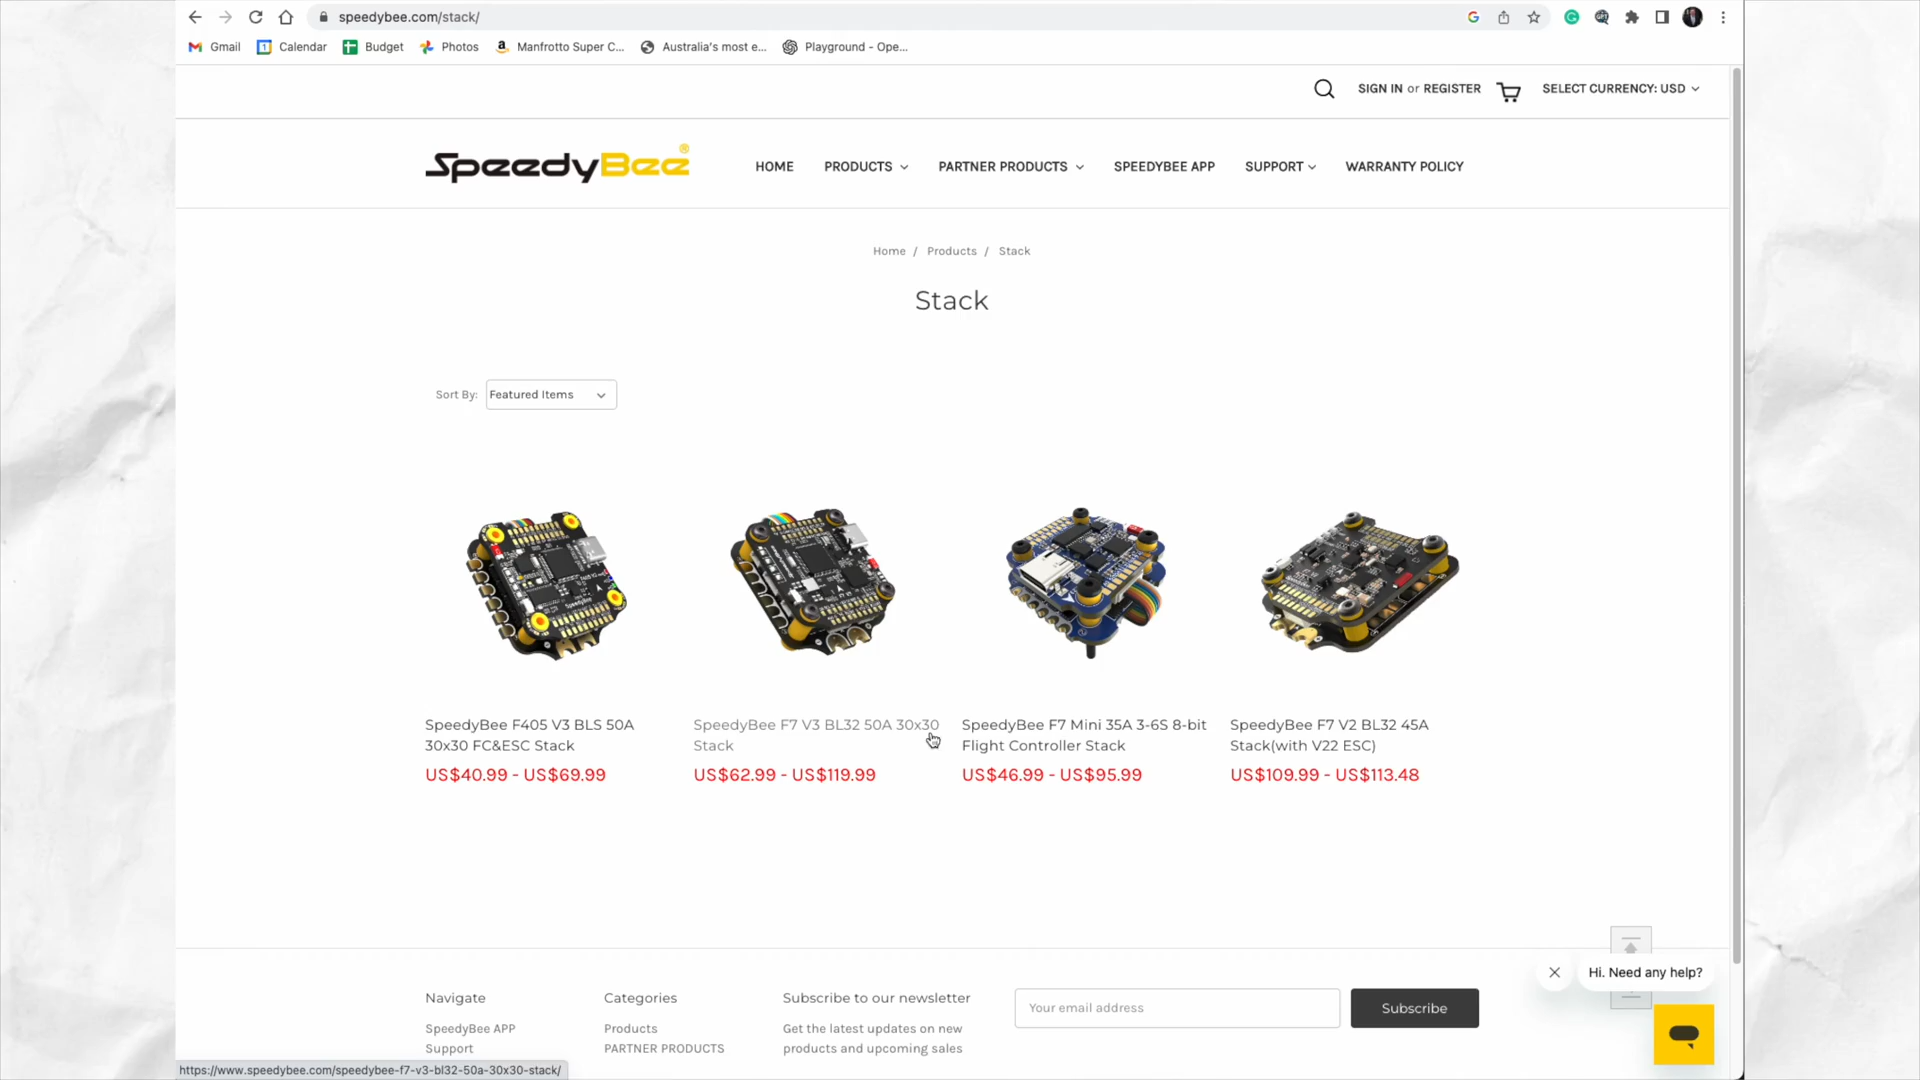 speedybee.com/stack/
Gmail Calendar Budget Photos Manfrotto Super C... Australia's most e... Playground - Ope...
SIGN IN or REGISTER SELECT CURRENCY: USD
SpeedyBee®
HOME PRODUCTS PARTNER PRODUCTS SPEEDYBEE APP SUPPORT WARRANTY POLICY
Home / Products / Stack
Stack
Sort By: Featured Items
SpeedyBee F405 V3 BLS 50A
30x30 FC&ESC Stack
US$40.99 - US$69.99
SpeedyBee F7 V3 BL32 50A 30x30
Stack
US$62.99 - US$119.99
SpeedyBee F7 Mini 35A 3-6S 8-bit
Flight Controller Stack
US$46.99 - US$95.99
SpeedyBee F7 V2 BL32 45A
Stack(with V22 ESC)
US$109.99 - US$113.48
Hi. Need any help?
Navigate
SpeedyBee APP
Support
Categories
Products
PARTNER PRODUCTS
Subscribe to our newsletter
Get the latest updates on new
products and upcoming sales
Your email address
Subscribe
https://www.speedybee.com/speedybee-f7-v3-bl32-50a-30x30-stack/